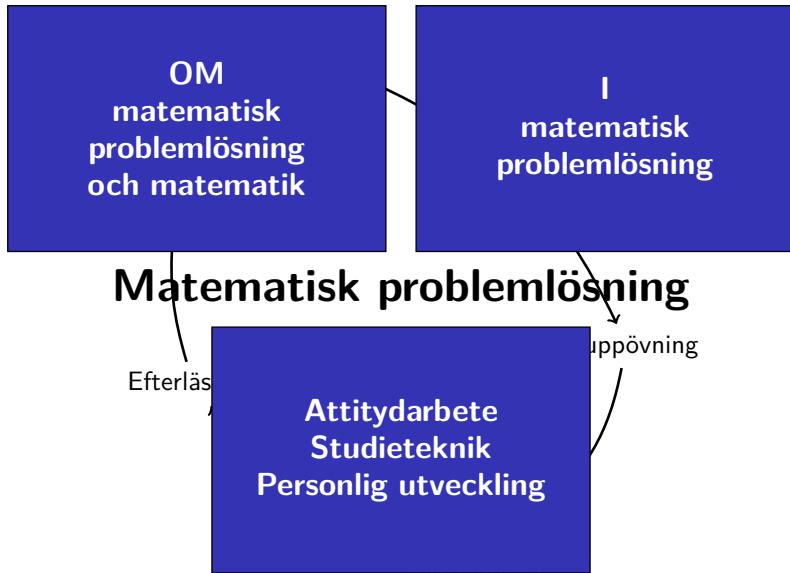 OM
matematisk
problemlösning
och matematik
I
matematisk
problemlösning
Matematisk problemlösning
uppövning
Efterläs
Attitydarbete
Studieteknik
Personlig utveckling